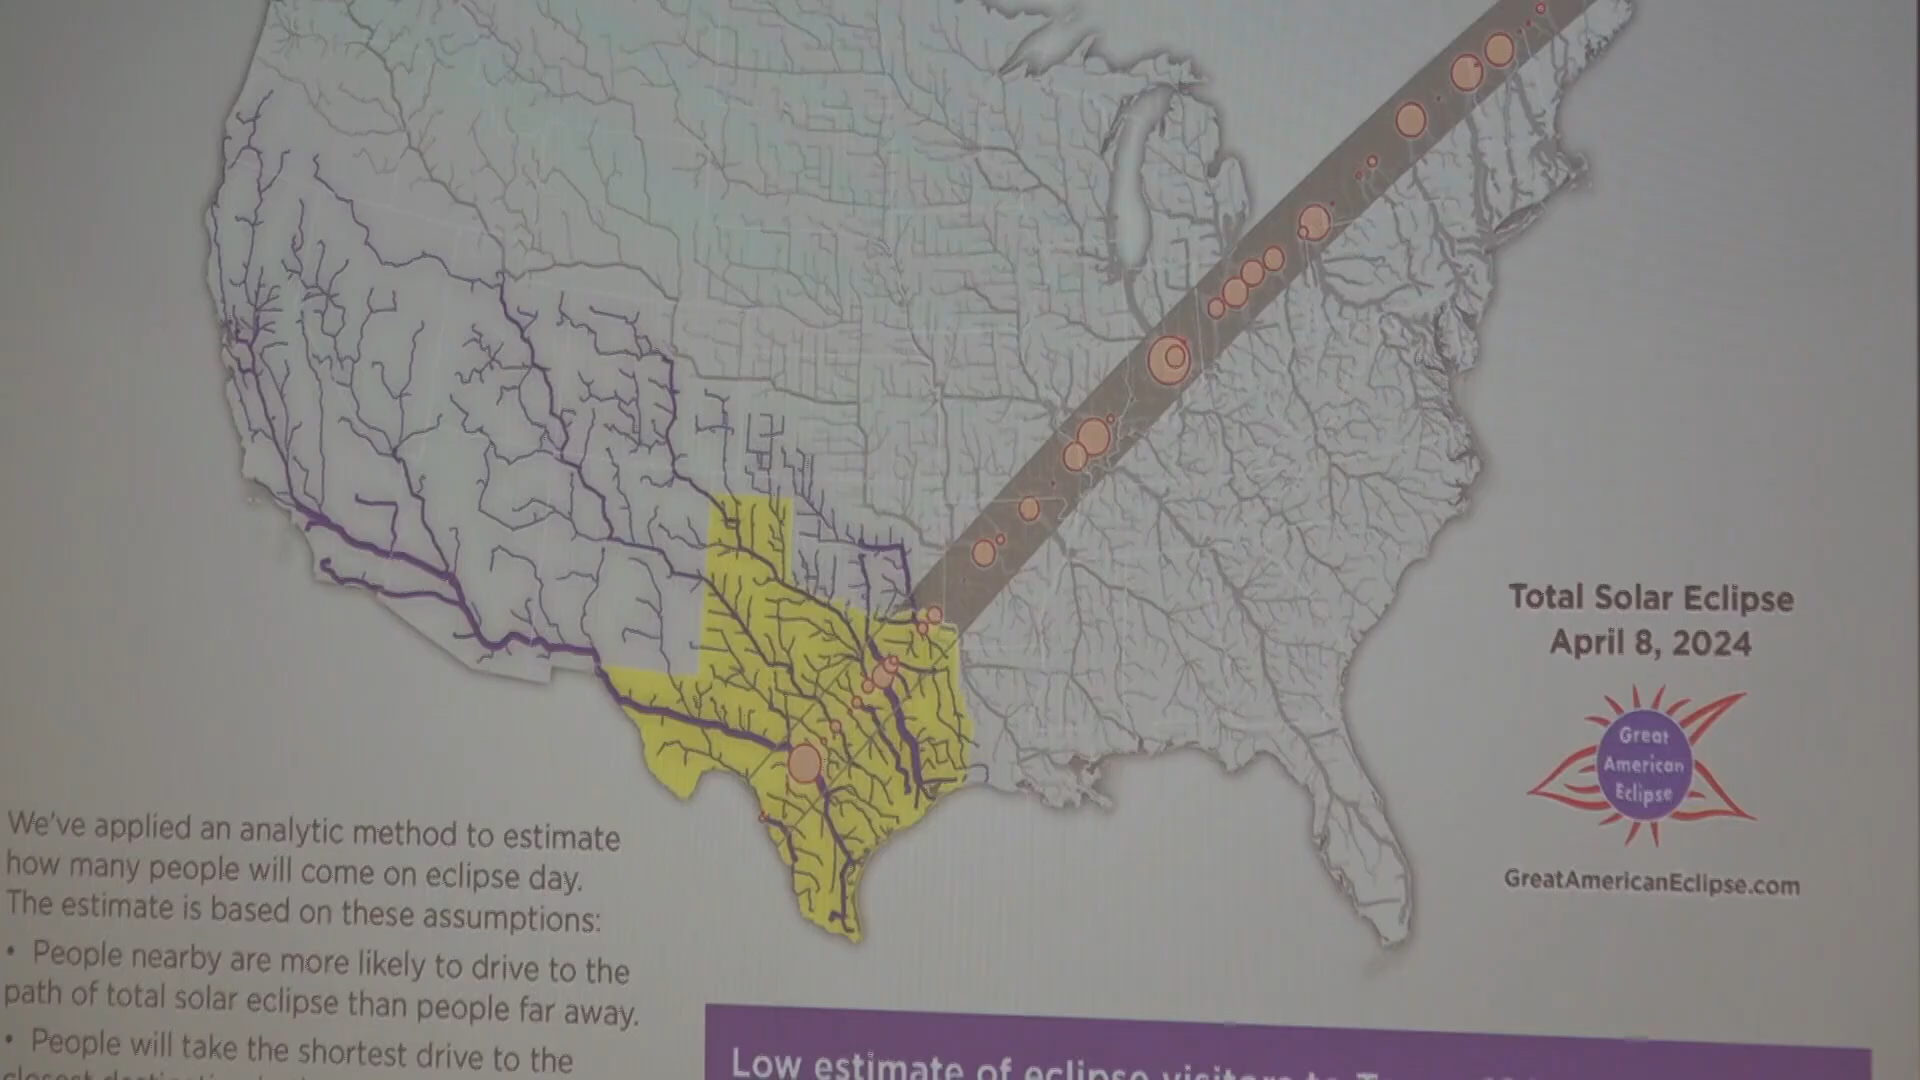 Total Solar Eclipse
April 8, 2024
Great
American
Eclipse
GreatAmericanEclipse.com
We've applied an analytic method to estimate
how many people will come on eclipse day.
The estimate is based on these assumptions:
• People nearby are more likely to drive to the
path of total solar eclipse than people far away.
• People will take the shortest drive to the
closest
Low estimate of eclipse visitors to